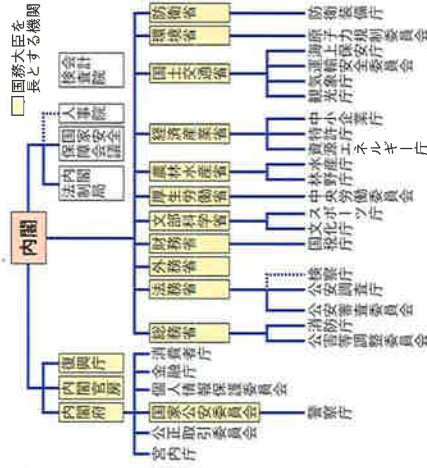 国務大臣を
長とする機関
内閣
会計
検査院
人事院
国家安全
保障会議
内閣
法制局
復興庁
内閣官房
内閣府
防衛省
環境省
国土交通省
経済産業省
農林水産省
厚生労働省
文部科学省
財務省
外務省
法務省
総務省
防衛装備庁
原子力規制委員会
海上保安庁
運輸安全委員会
気象庁
観光庁
中小企業庁
特許庁
資源エネルギー庁
水産庁
林野庁
中央労働委員会
スポーツ庁
文化庁
国税庁
検察庁
公安調査庁
公安審査委員会
消防庁
公害等調整委員会
消費者庁
金融庁
個人情報保護委員会
国家公安委員会
警察庁
公正取引委員会
宮内庁